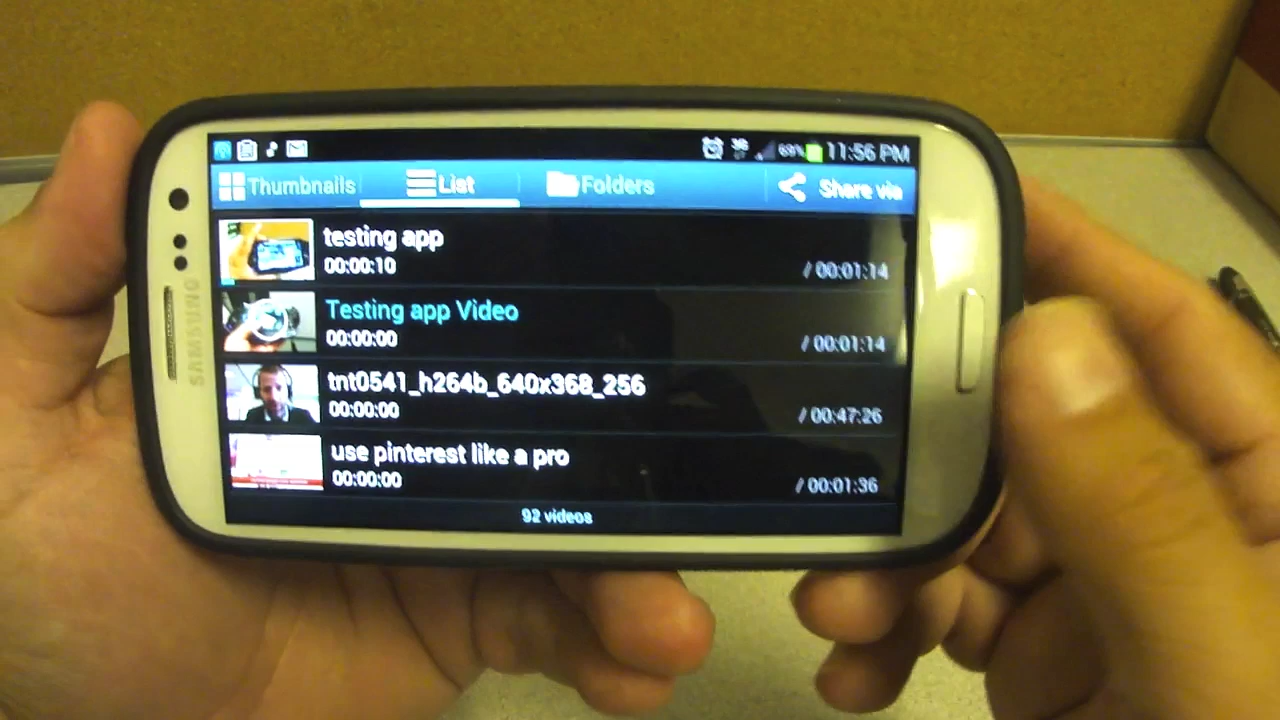 3G 68% 11:56 PM
Thumbnails List Folders Share via
testing app
00:00:10 / 00:01:14
Testing app Video
00:00:00 / 00:01:14
tnt0541_h264b_640x368_256
00:00:00 / 00:47:26
use pinterest like a pro
00:00:00 / 00:01:36
92 videos
SAMSUNG